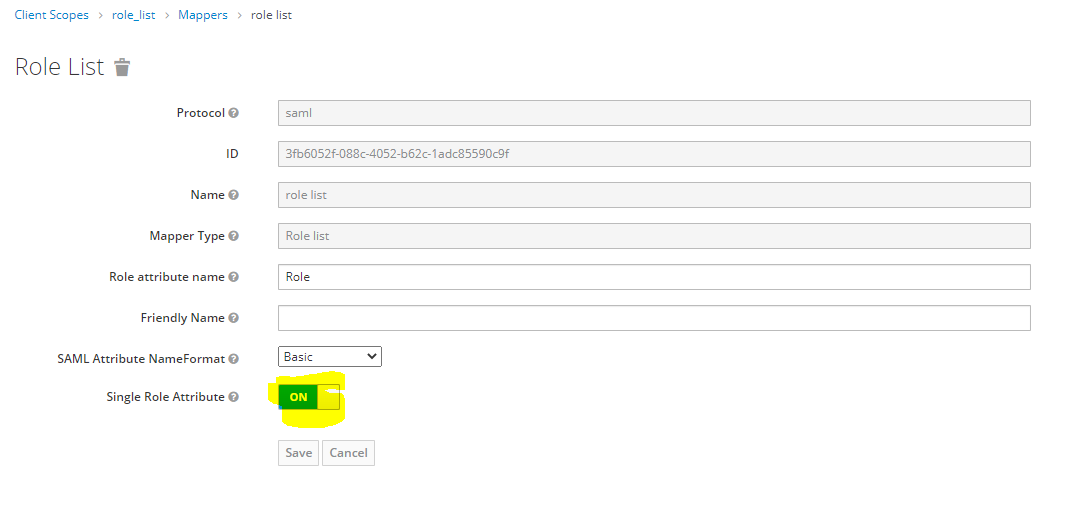 Client Scopes > role_list > Mappers > role list
Role List
Protocol ? saml
ID 3fb6052f-088c-4052-b62c-1adc85590c9f
Name ? role list
Mapper Type ? Role list
Role attribute name ? Role
Friendly Name ?
SAML Attribute NameFormat ? Basic
Single Role Attribute ? ON
Save Cancel